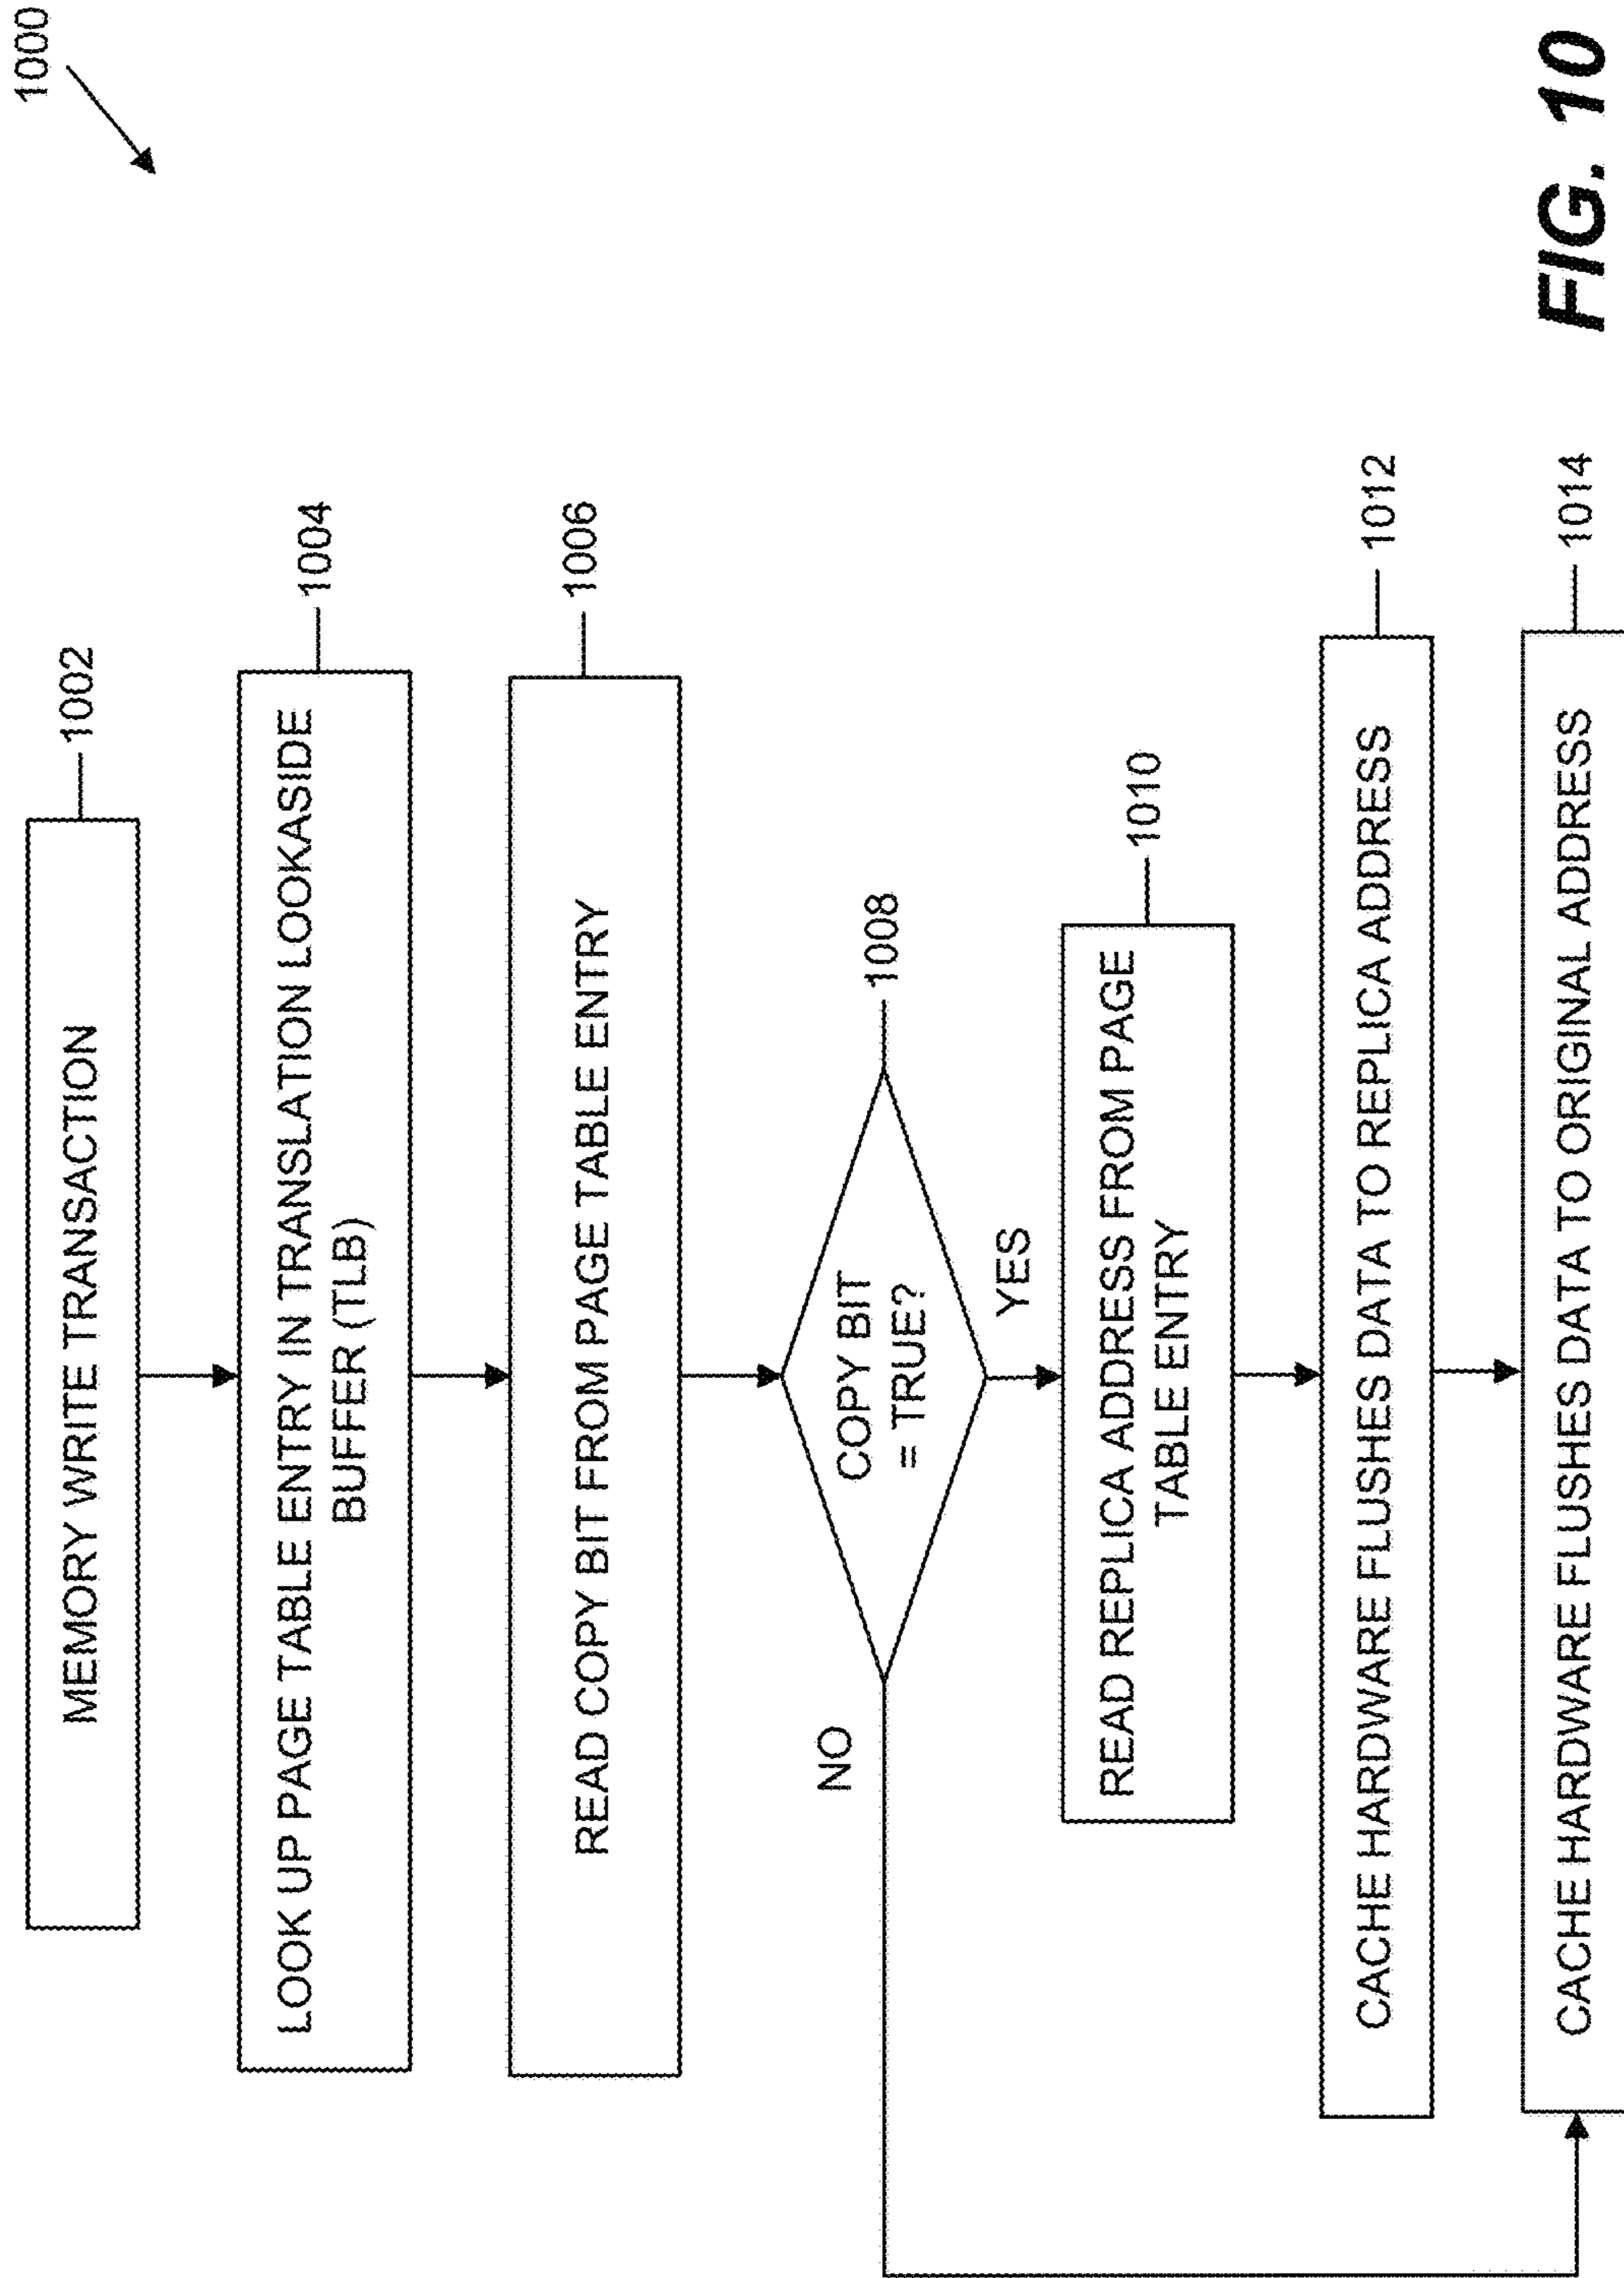 1000
MEMORY WRITE TRANSACTION
1002
LOOK UP PAGE TABLE ENTRY IN TRANSLATION LOOKASIDE
BUFFER (TLB)
1004
READ COPY BIT FROM PAGE TABLE ENTRY
1006
COPY BIT
= TRUE?
1008
NO
YES
READ REPLICA ADDRESS FROM PAGE
TABLE ENTRY
1010
CACHE HARDWARE FLUSHES DATA TO REPLICA ADDRESS
1012
CACHE HARDWARE FLUSHES DATA TO ORIGINAL ADDRESS
1014
FIG. 10